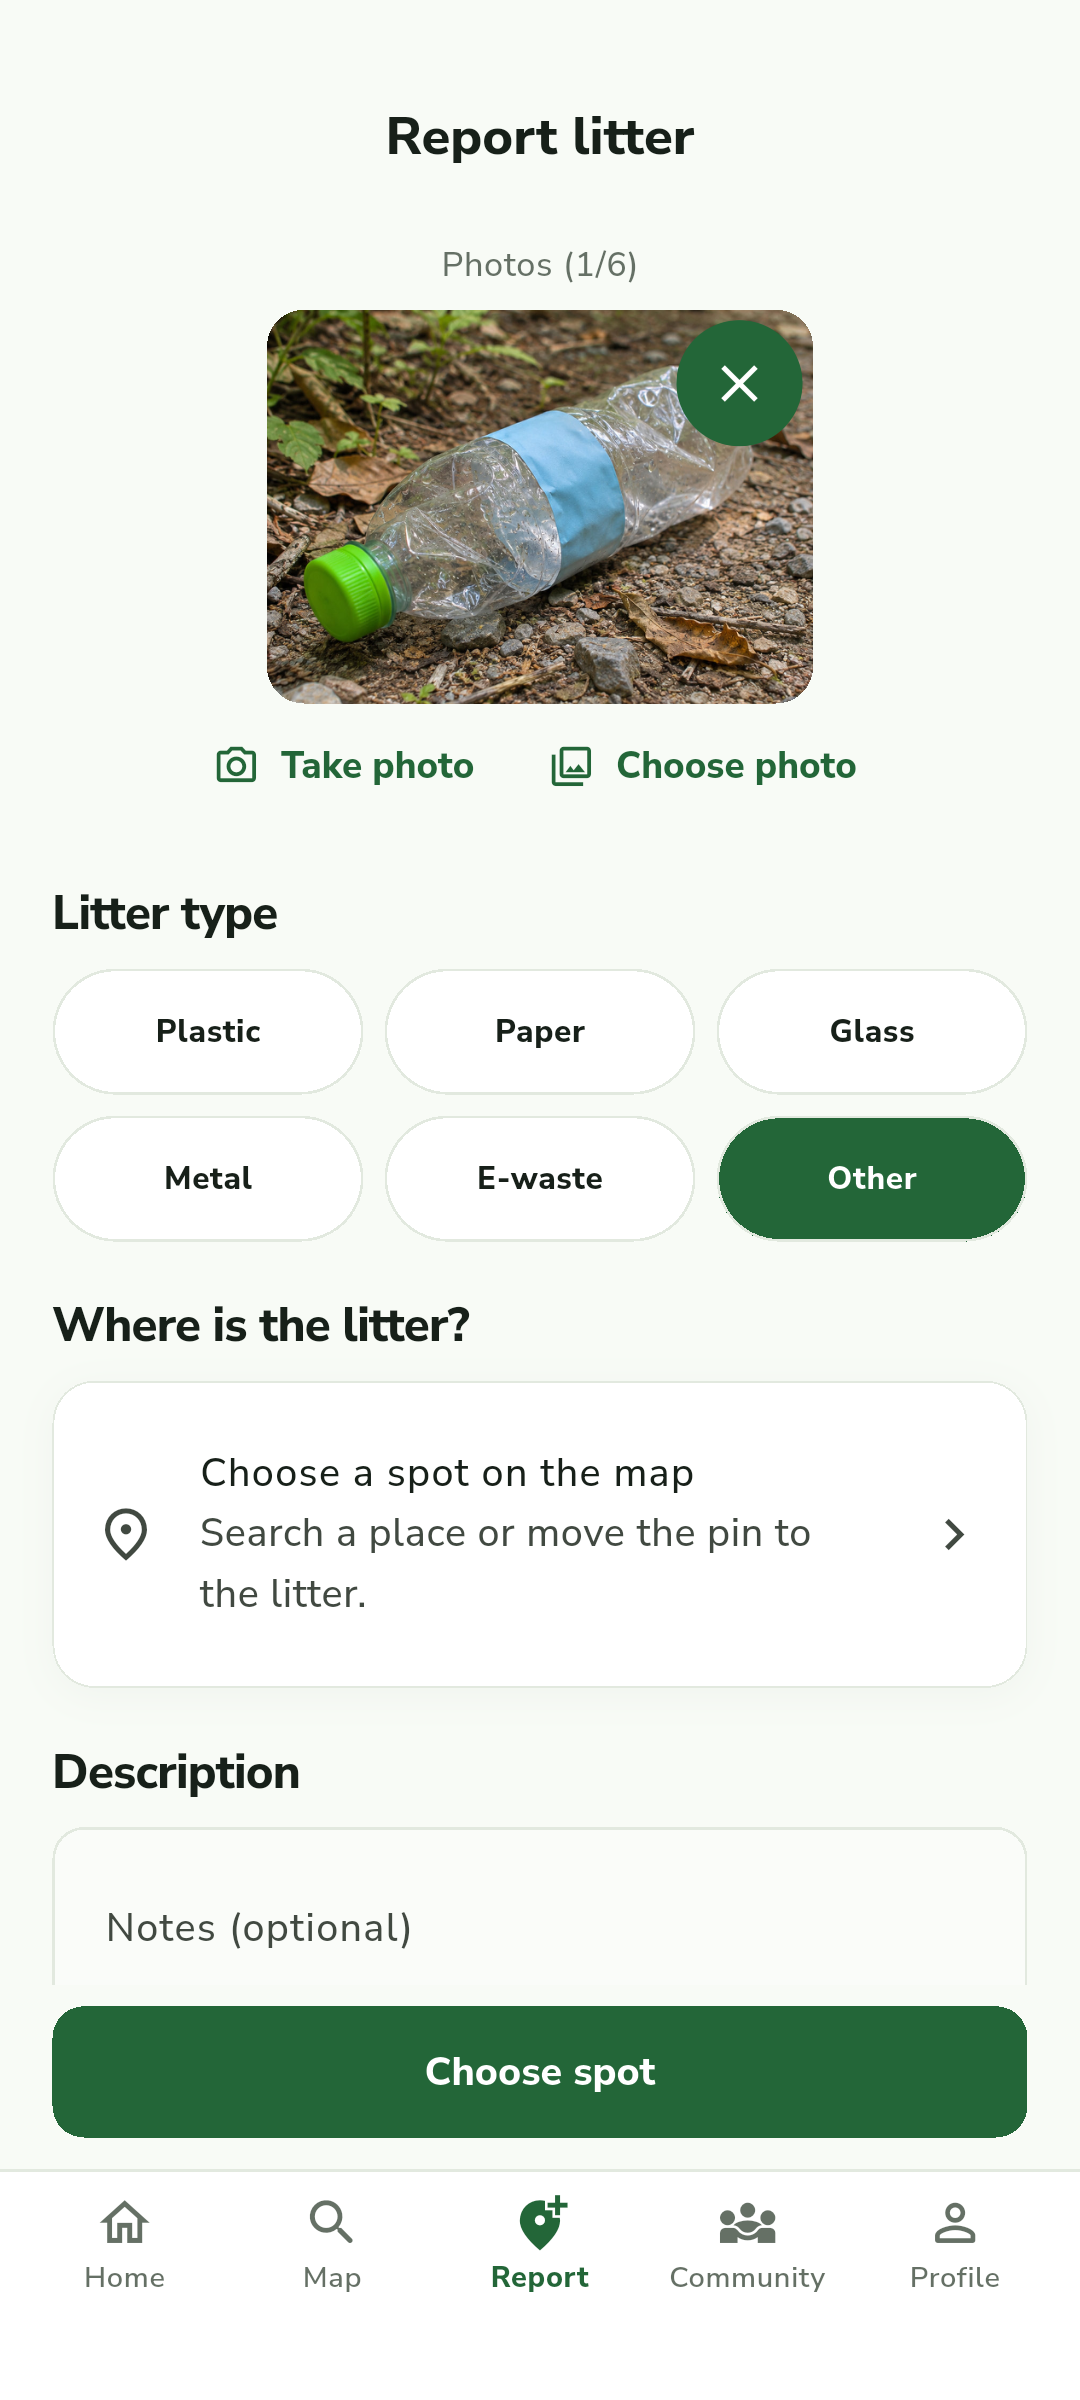 Report litter
Photos (1/6)
Take photo
Choose photo
Litter type
Plastic
Paper
Glass
Metal
E-waste
Other
Where is the litter?
Choose a spot on the map
Search a place or move the pin to
the litter.
Description
Notes (optional)
Choose spot
Home
Map
Report
Community
Profile